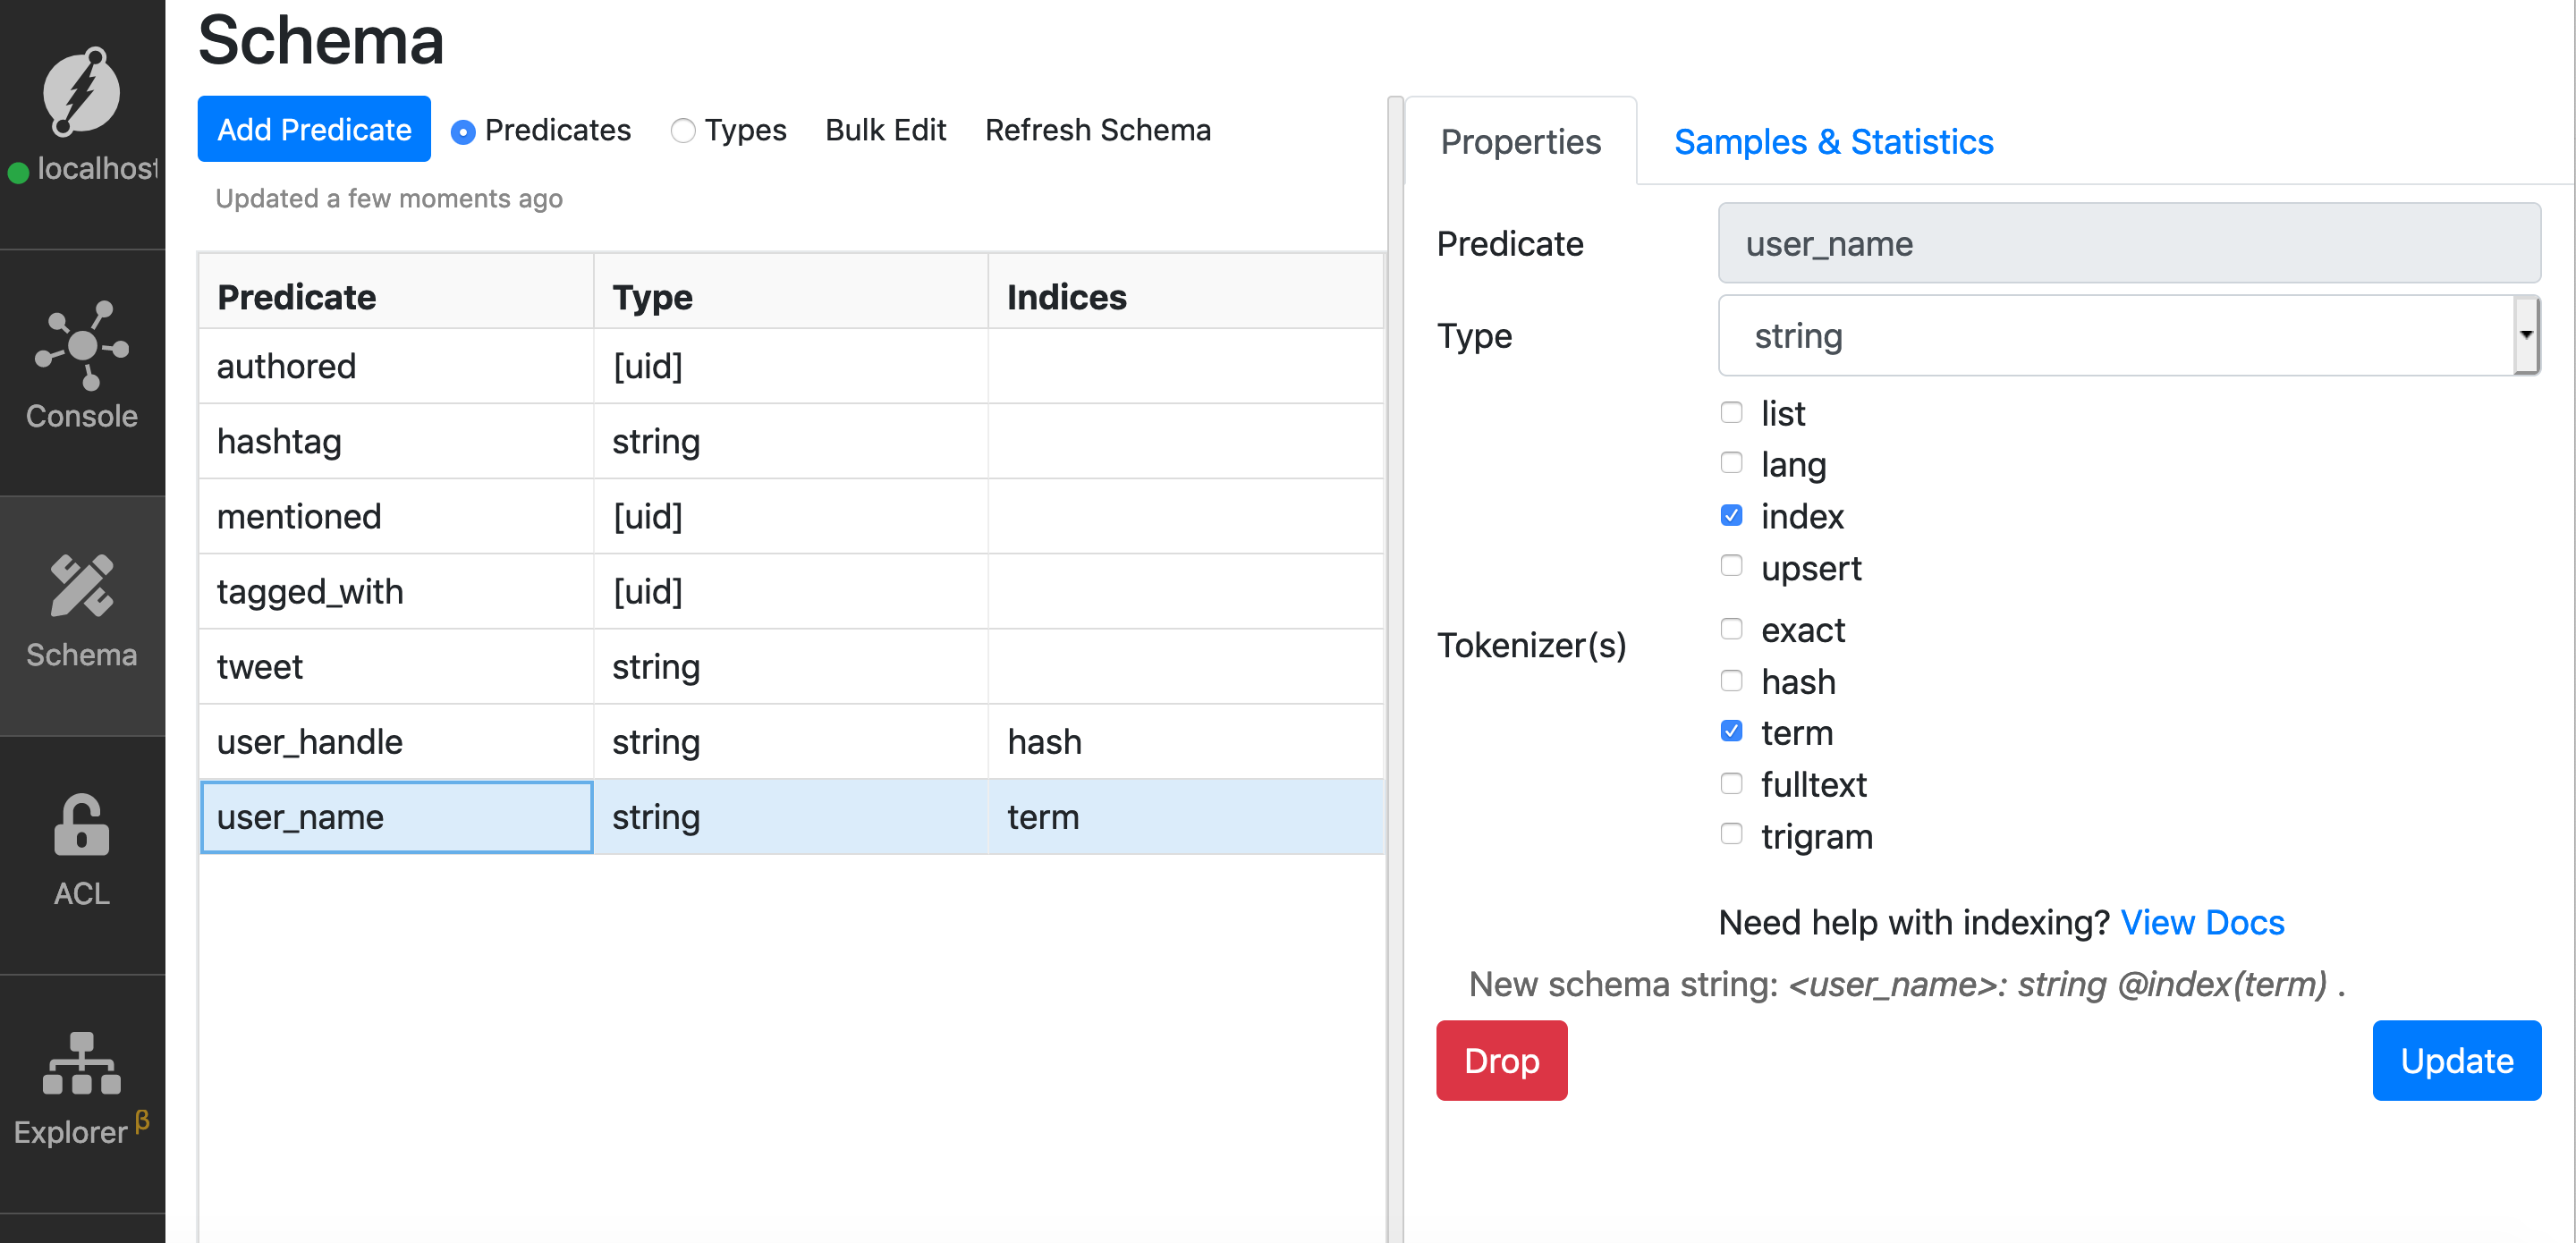 Schema
localhost
Add Predicate Predicates Types Bulk Edit Refresh Schema
Updated a few moments ago
Predicate Type Indices
authored [uid]
hashtag string
mentioned [uid]
tagged_with [uid]
tweet string
user_handle string hash
user_name string term
Console
Schema
ACL
Explorer β
Properties Samples & Statistics
Predicate user_name
Type string
list
lang
index
upsert
Tokenizer(s)
exact
hash
term
fulltext
trigram
Need help with indexing? View Docs
New schema string: <user_name>: string @index(term) .
Drop Update